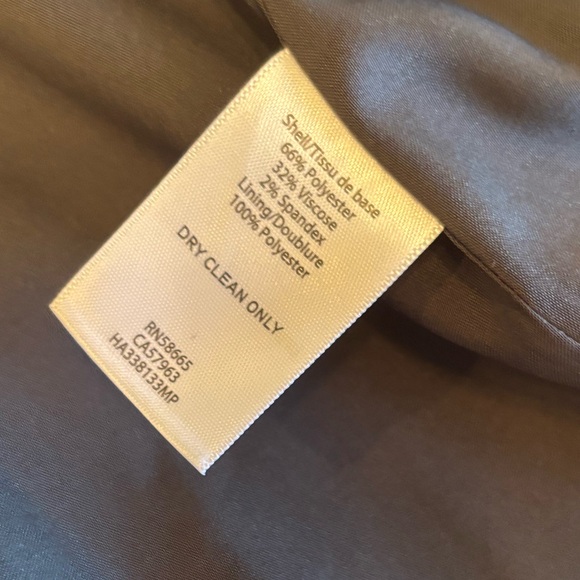 Shell/Tissu de base
66% Polyester
32% Viscose
2% Spandex
Lining/Doublure
100% Polyester
DRY CLEAN ONLY
RN58665
CA57963
HA338133MP